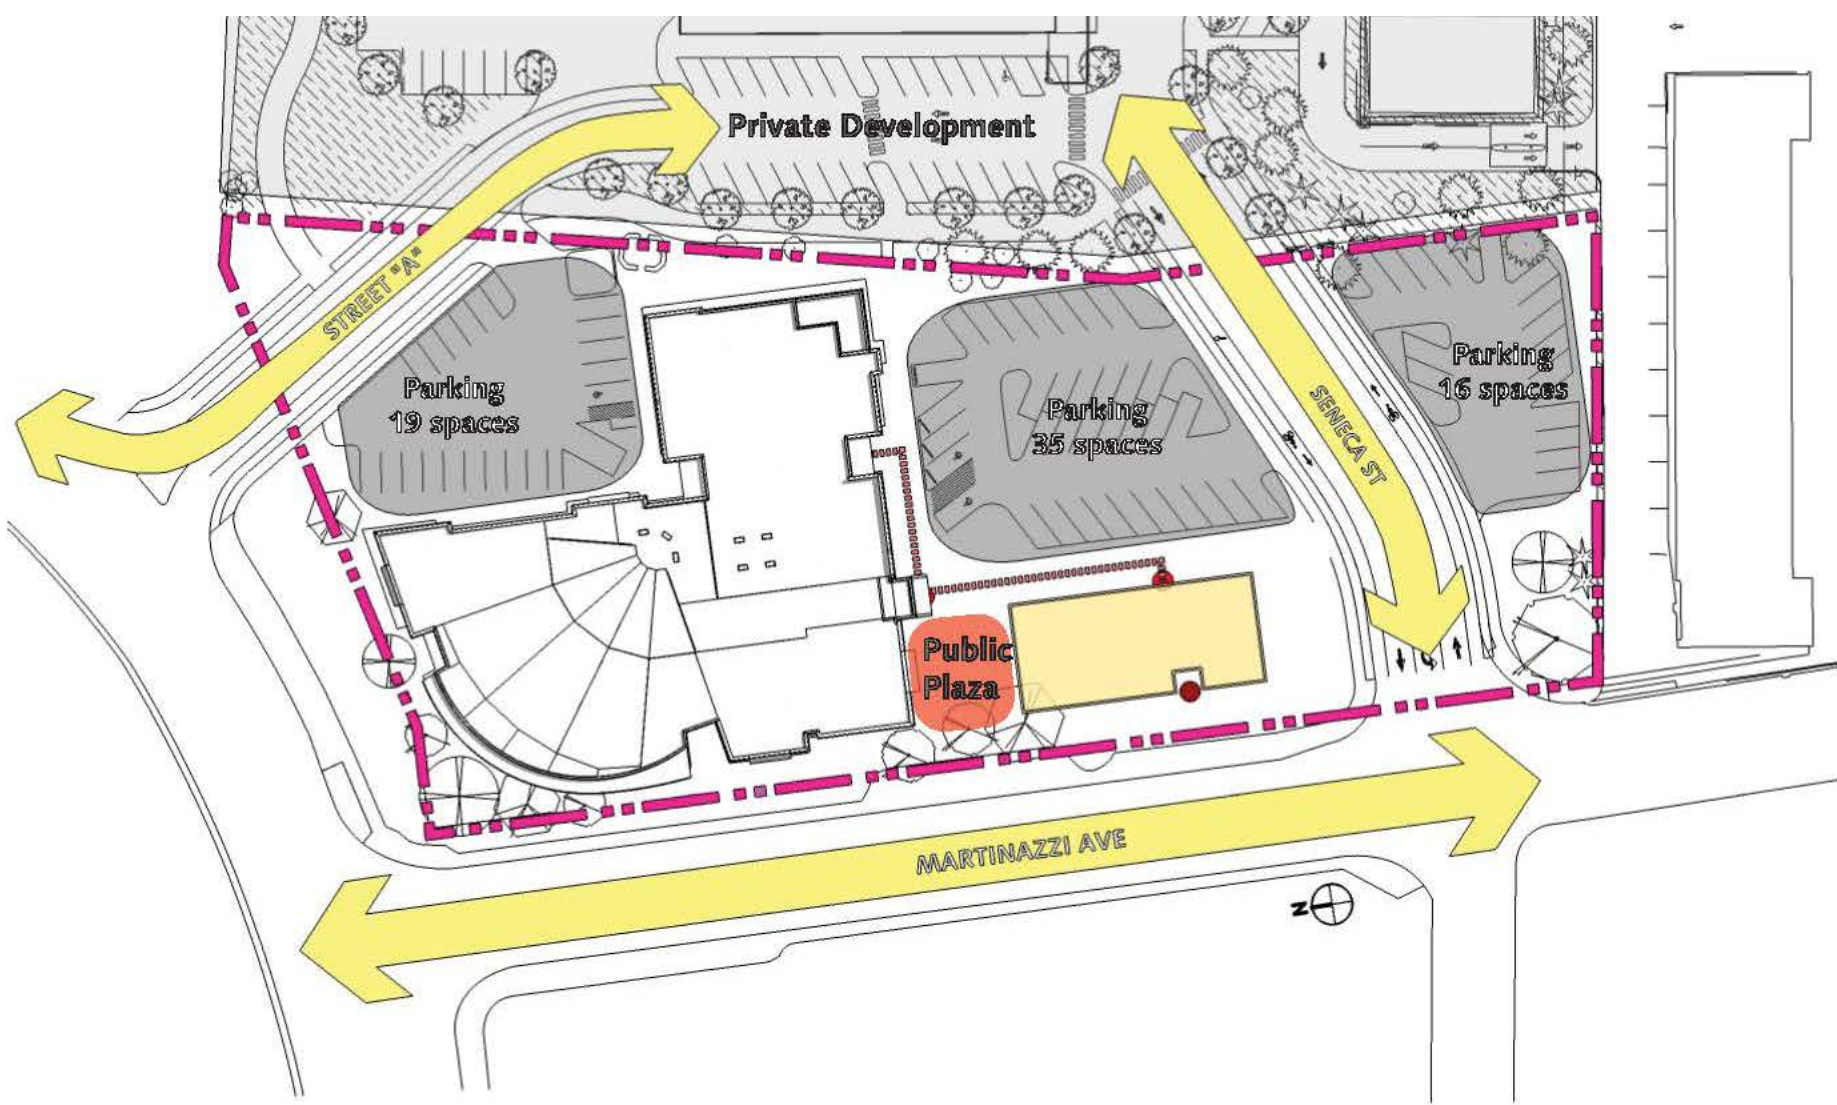 Private Development
STREET "A"
Parking
19 spaces
Parking
35 spaces
Parking
16 spaces
SENECA ST
Public
Plaza
MARTINAZZI AVE
N